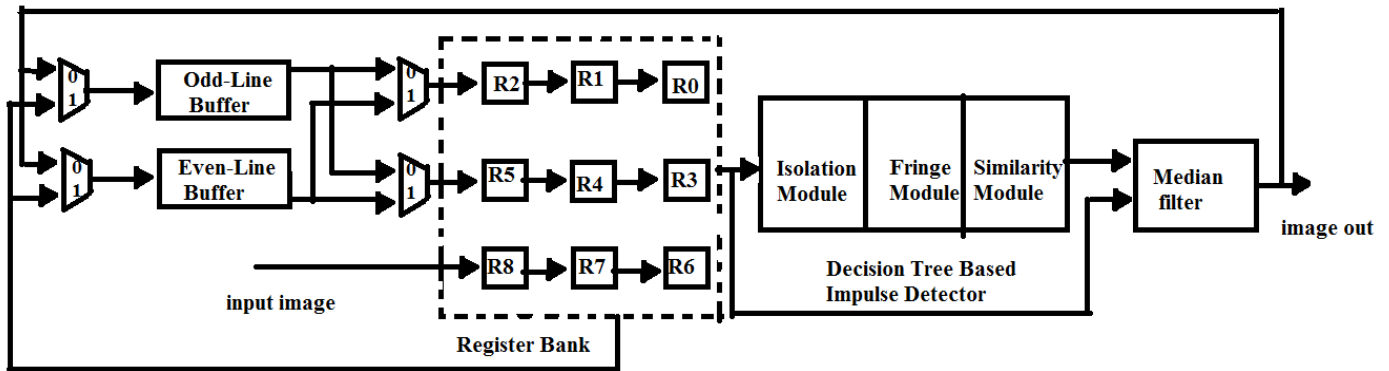 0
1
Odd-Line
Buffer
0
1
R2
R1
R0
0
1
Even-Line
Buffer
0
1
R5
R4
R3
Isolation
Module
Fringe
Module
Similarity
Module
Median
filter
image out
input image
R8
R7
R6
Decision Tree Based
Impulse Detector
Register Bank